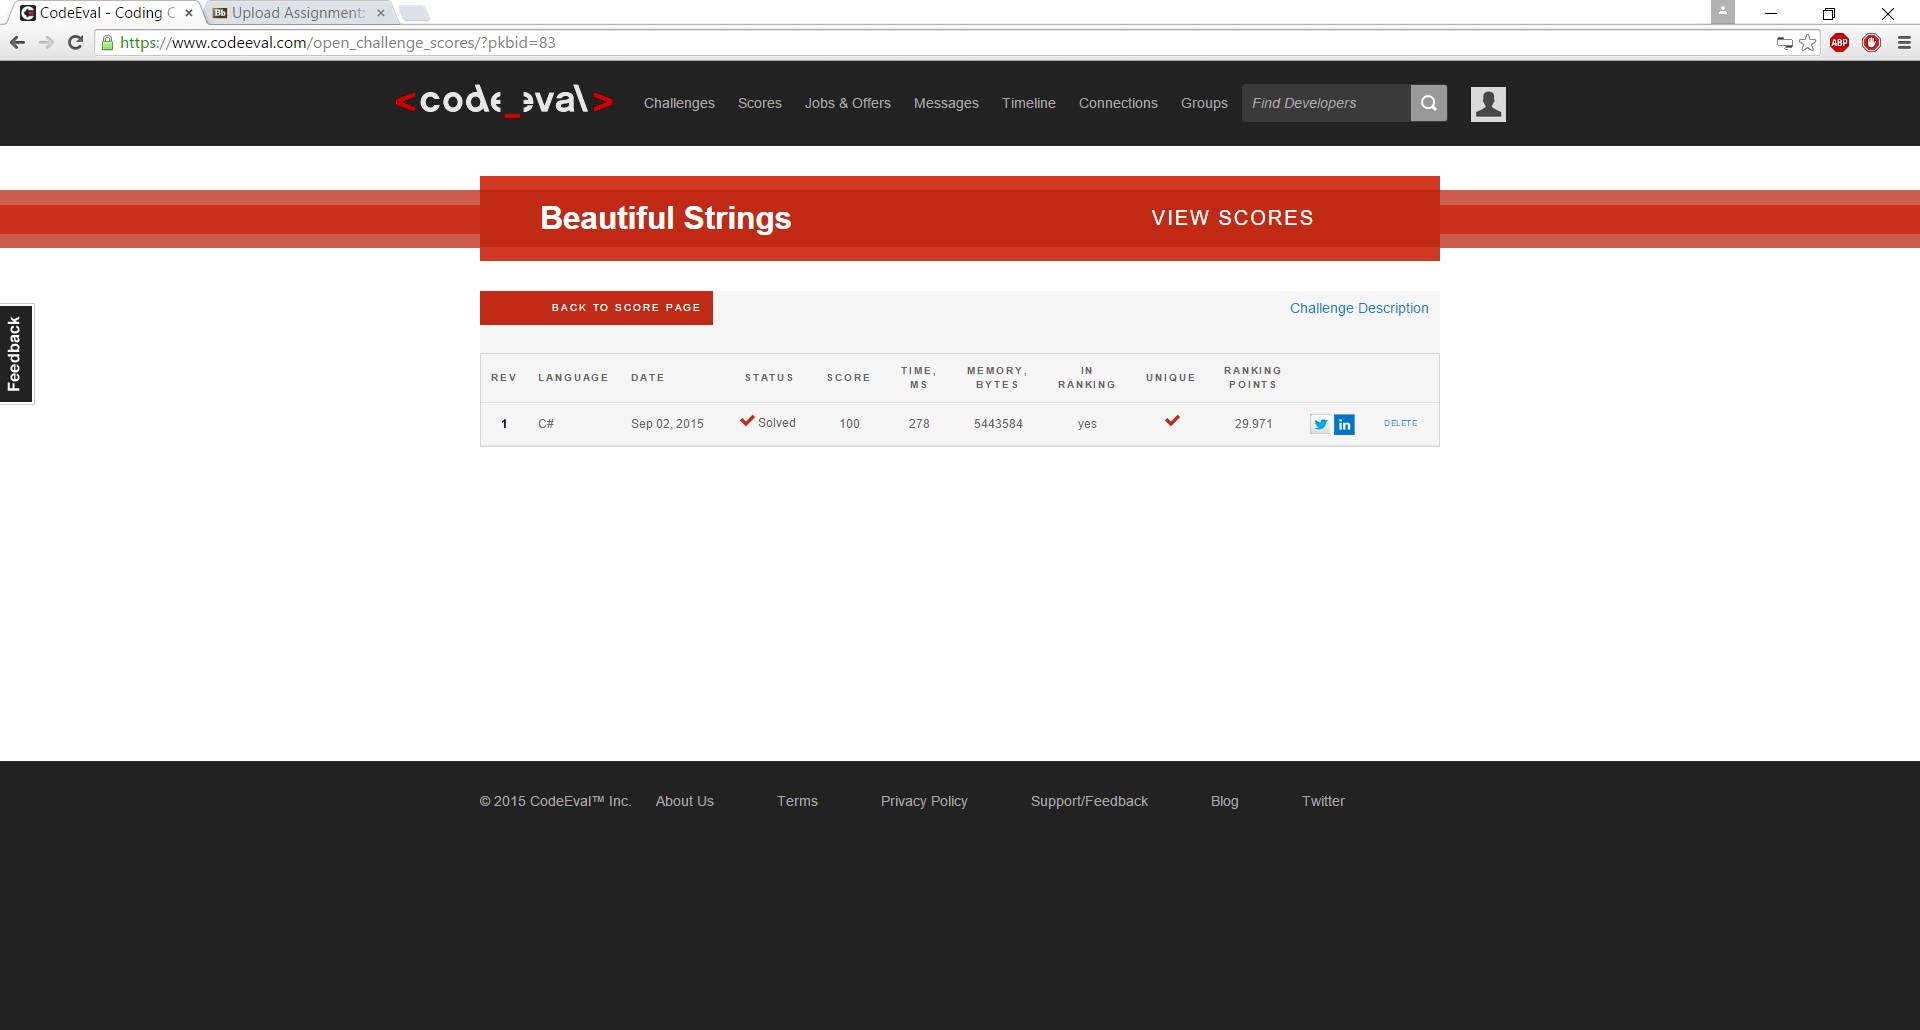 CodeEval - Coding C
Upload Assignment:
https://www.codeeval.com/open_challenge_scores/?pkbid=83
ABP
<code_eval>
Challenges Scores Jobs & Offers Messages Timeline Connections Groups Find Developers
Beautiful Strings VIEW SCORES
Feedback
BACK TO SCORE PAGE Challenge Description
REV LANGUAGE DATE STATUS SCORE TIME, MS MEMORY, BYTES IN RANKING UNIQUE RANKING POINTS
1 C# Sep 02, 2015 Solved 100 278 5443584 yes 29.971 in DELETE
© 2015 CodeEval™ Inc. About Us Terms Privacy Policy Support/Feedback Blog Twitter